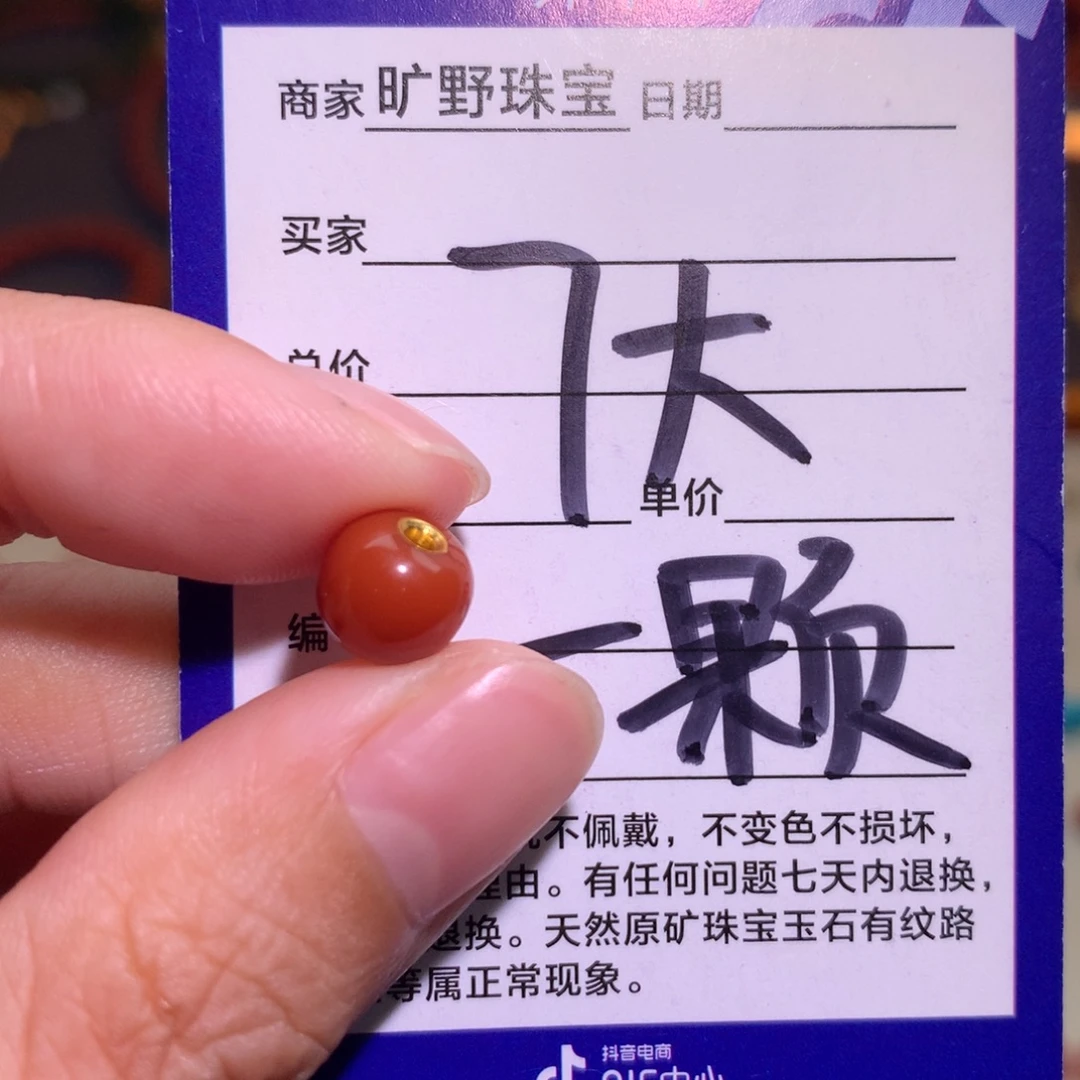 商家 旷野珠宝 日期
买家
总价
7大
单价
编
一颗
不佩戴，不变色不损坏，
理由。有任何问题七天内退换，
退换。天然原矿珠宝玉石有纹路
等属正常现象。
抖音电商